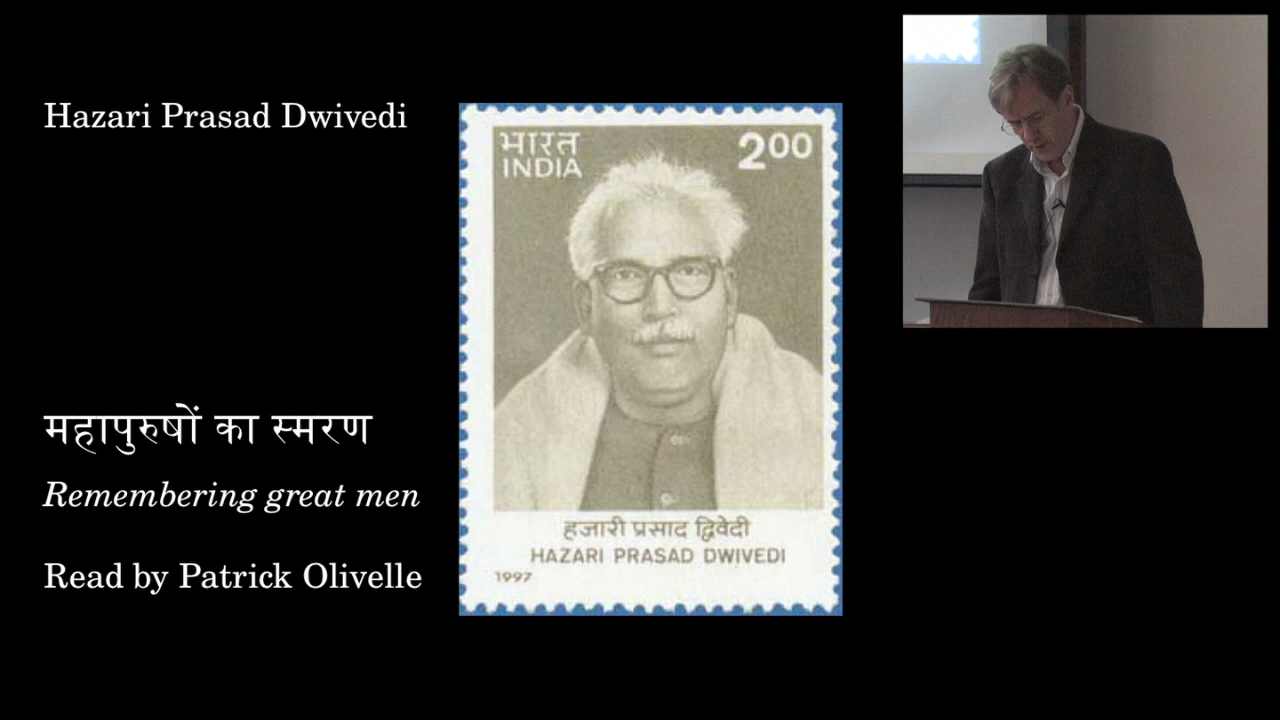 Hazari Prasad Dwivedi
भारत
INDIA
2.00
महापुरुषों का स्मरण
Remembering great men
Read by Patrick Olivelle
हजारी प्रसाद द्विवेदी
HAZARI PRASAD DWIVEDI
1997